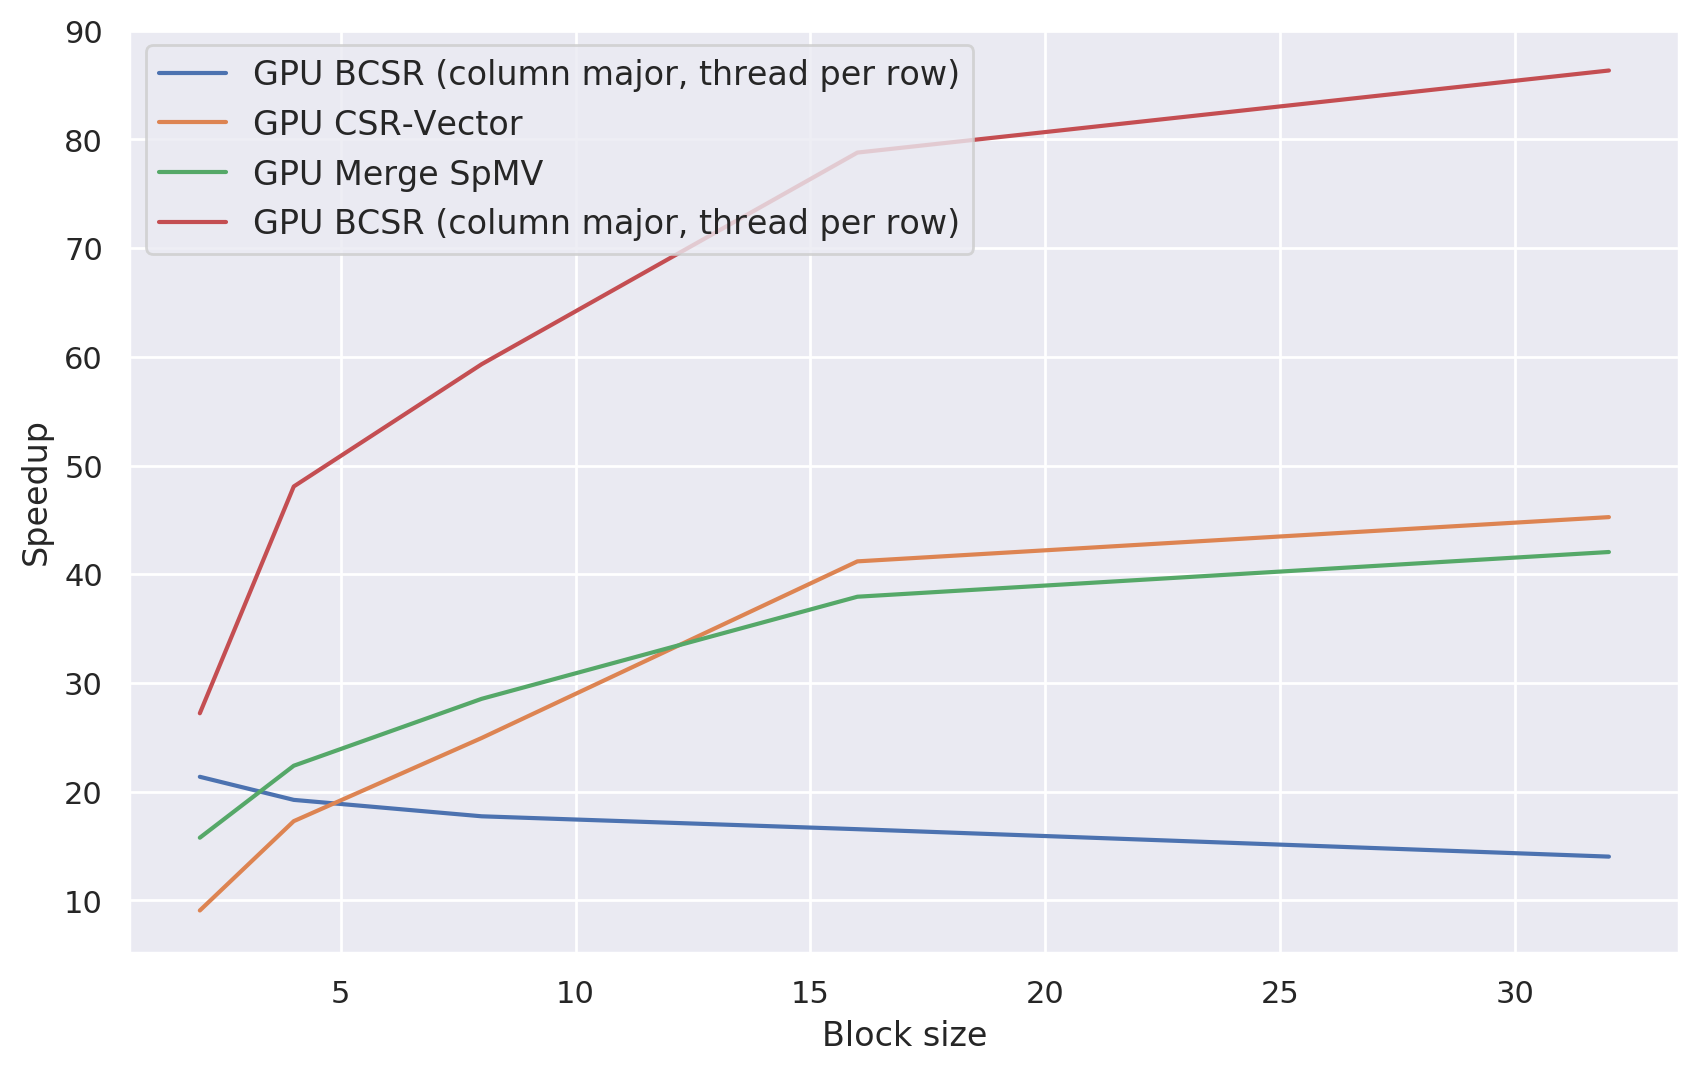 90
80
70
60
50
40
30
20
10
Speedup
GPU BCSR (column major, thread per row)
GPU CSR-Vector
GPU Merge SpMV
GPU BCSR (column major, thread per row)
5 10 15 20 25 30
Block size